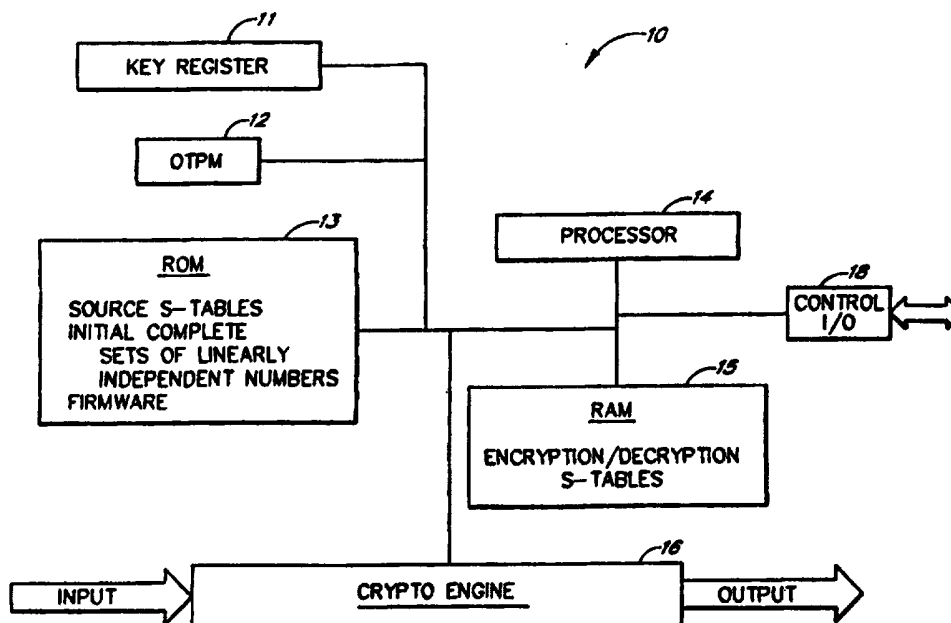 11
10
KEY REGISTER
12
OTPM
13
14
ROM
PROCESSOR
SOURCE S-TABLES
INITIAL COMPLETE
SETS OF LINEARLY
INDEPENDENT NUMBERS
FIRMWARE
18
CONTROL
I/O
15
RAM
ENCRYPTION/DECRYPTION
S-TABLES
16
INPUT
CRYPTO ENGINE
OUTPUT